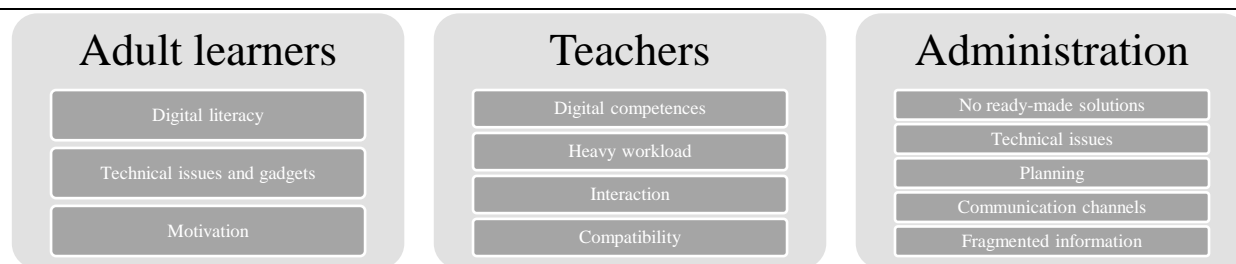 Adult learners
Digital literacy
Technical issues and gadgets
Motivation
Teachers
Digital competences
Heavy workload
Interaction
Compatibility
Administration
No ready-made solutions
Technical issues
Planning
Communication channels
Fragmented information